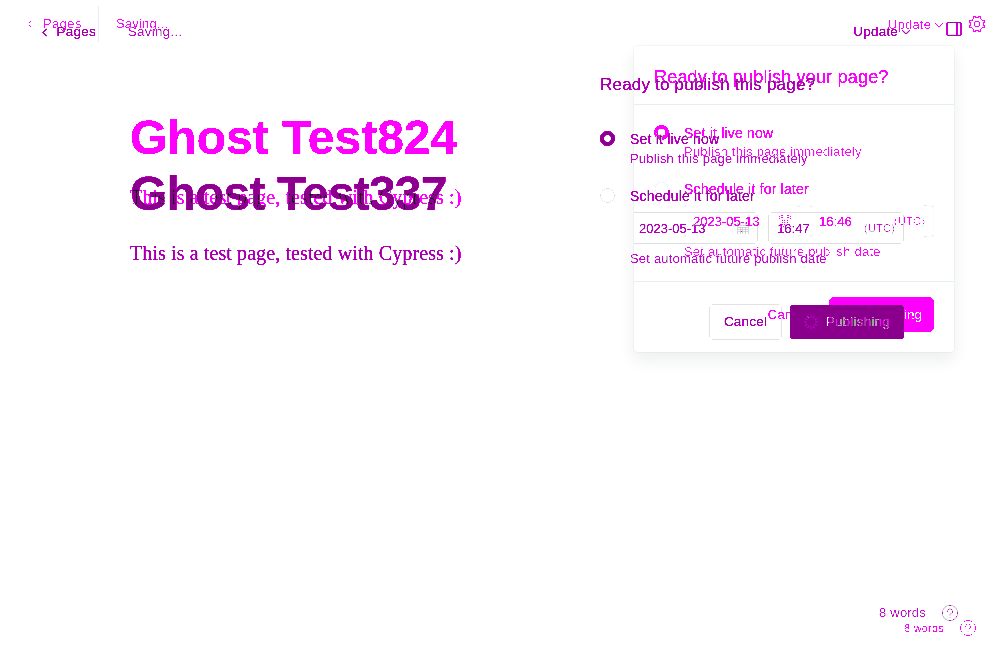 Pages Saving... Update
Pages Saving... Update
Ready to publish your page?
Ready to publish this page?
Ghost Test824
Set it live now
Set it live now
Publish this page immediately
Publish this page immediately
Ghost Test337
Schedule it for later
Schedule it for later
This is a test page, tested with Cypress :)
2023-05-13 16:46 (UTC)
2023-05-13 16:47 (UTC)
This is a test page, tested with Cypress :)
Set automatic future publish date
Set automatic future publish date
Cancel Publishing
8 words
8 words